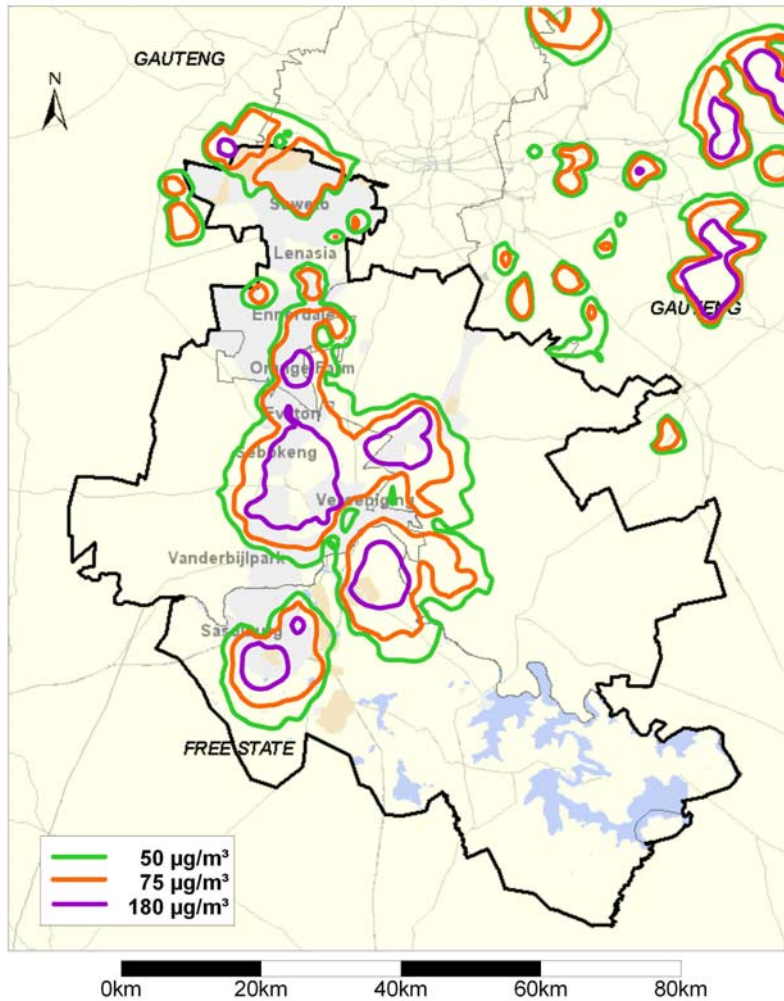 GAUTENG
N
Soweto
Lenasia
Ennerdale
GAUTENG
Orange Farm
Evaton
Sebokeng
Vereeniging
Vanderbijlpark
Sasolburg
FREE STATE
50 µg/m³
75 µg/m³
180 µg/m³
0km 20km 40km 60km 80km